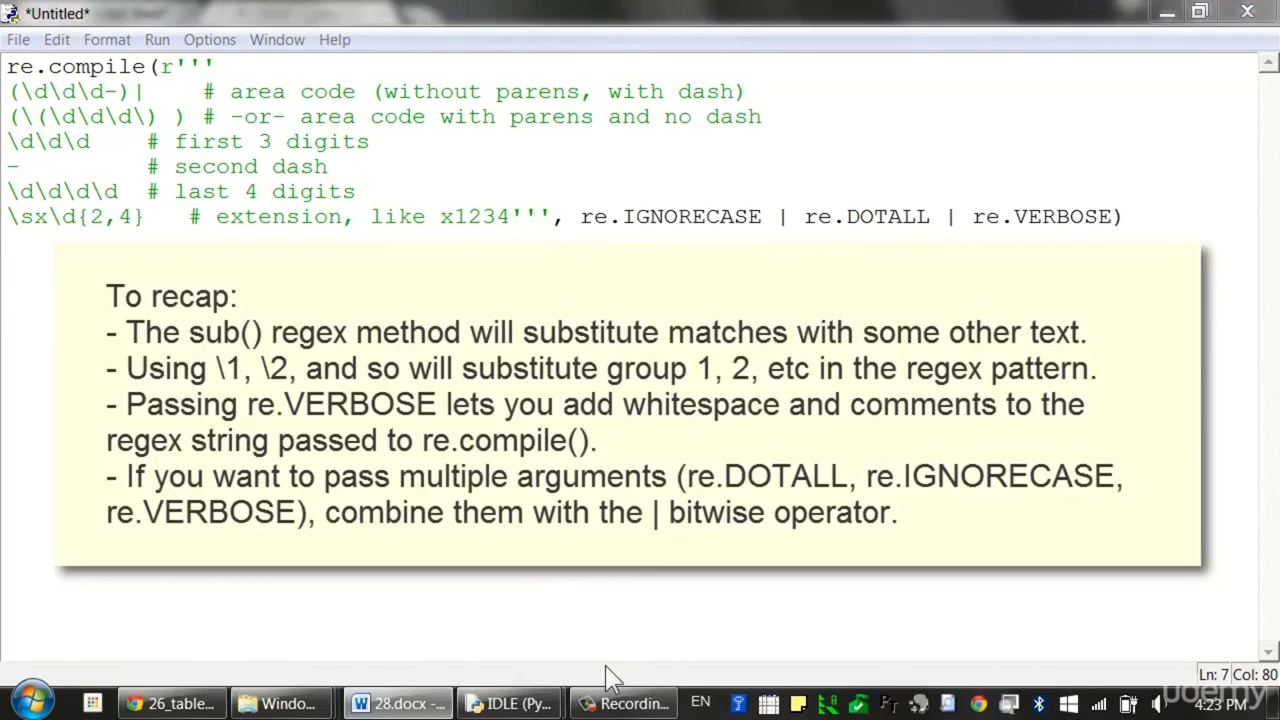 *Untitled*
File Edit Format Run Options Window Help
re.compile(r'''
(\d\d\d-)|    # area code (without parens, with dash)
(\(\d\d\d\) ) # -or- area code with parens and no dash
\d\d\d    # first 3 digits
-         # second dash
\d\d\d\d  # last 4 digits
\sx\d{2,4}   # extension, like x1234''', re.IGNORECASE | re.DOTALL | re.VERBOSE)
To recap:
- The sub() regex method will substitute matches with some other text.
- Using \1, \2, and so will substitute group 1, 2, etc in the regex pattern.
- Passing re.VERBOSE lets you add whitespace and comments to the
regex string passed to re.compile().
- If you want to pass multiple arguments (re.DOTALL, re.IGNORECASE,
re.VERBOSE), combine them with the | bitwise operator.
Ln: 7 Col: 80
26_table... Windo... 28.docx -... IDLE (Py... Recordin... EN 4:23 PM
udemy